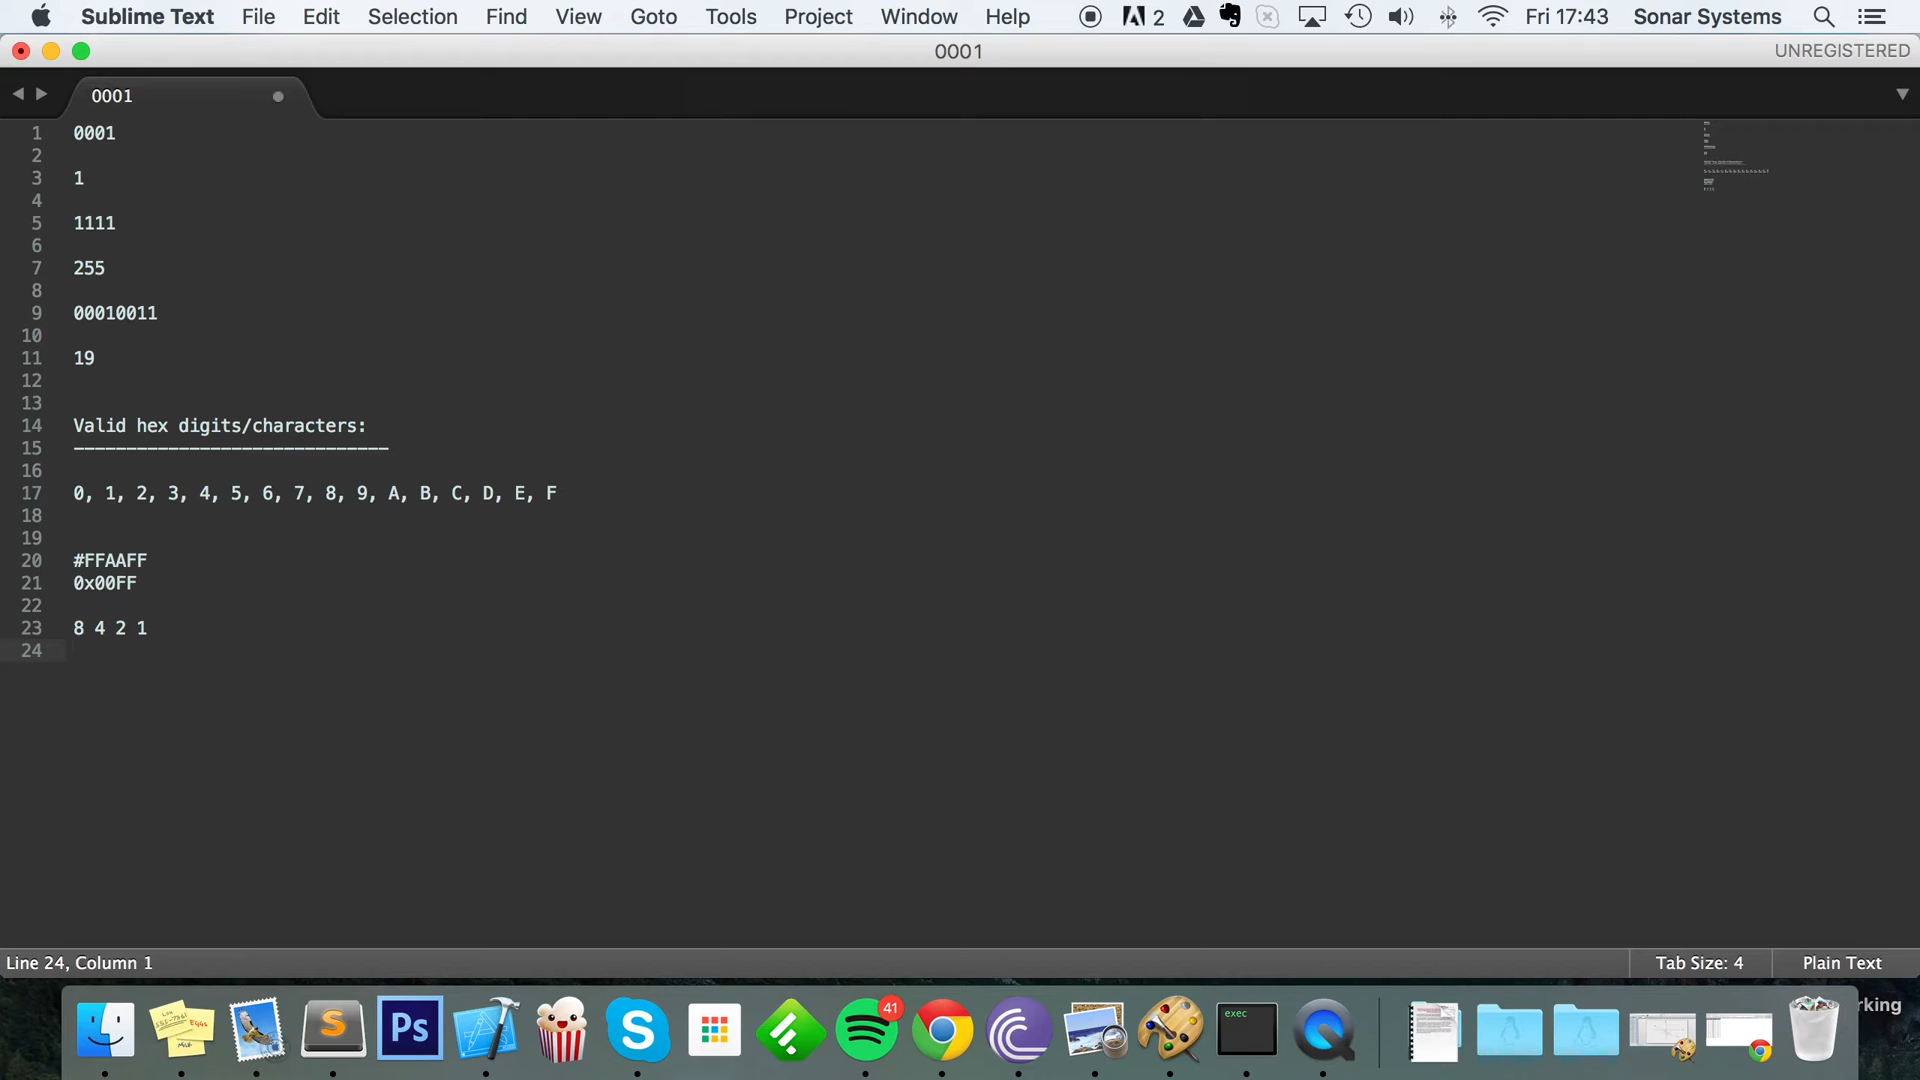 Sublime Text File Edit Selection Find View Goto Tools Project Window Help 2 Fri 17:43 Sonar Systems
0001 UNREGISTERED
0001
1 0001
2
3 1
4
5 1111
6
7 255
8
9 00010011
10
11 19
12
13
14 Valid hex digits/characters:
15 ------------------------------
16
17 0, 1, 2, 3, 4, 5, 6, 7, 8, 9, A, B, C, D, E, F
18
19
20 #FFAAFF
21 0x00FF
22
23 8 4 2 1
24
Line 24, Column 1 Tab Size: 4 Plain Text
41
exec
Ps
rking